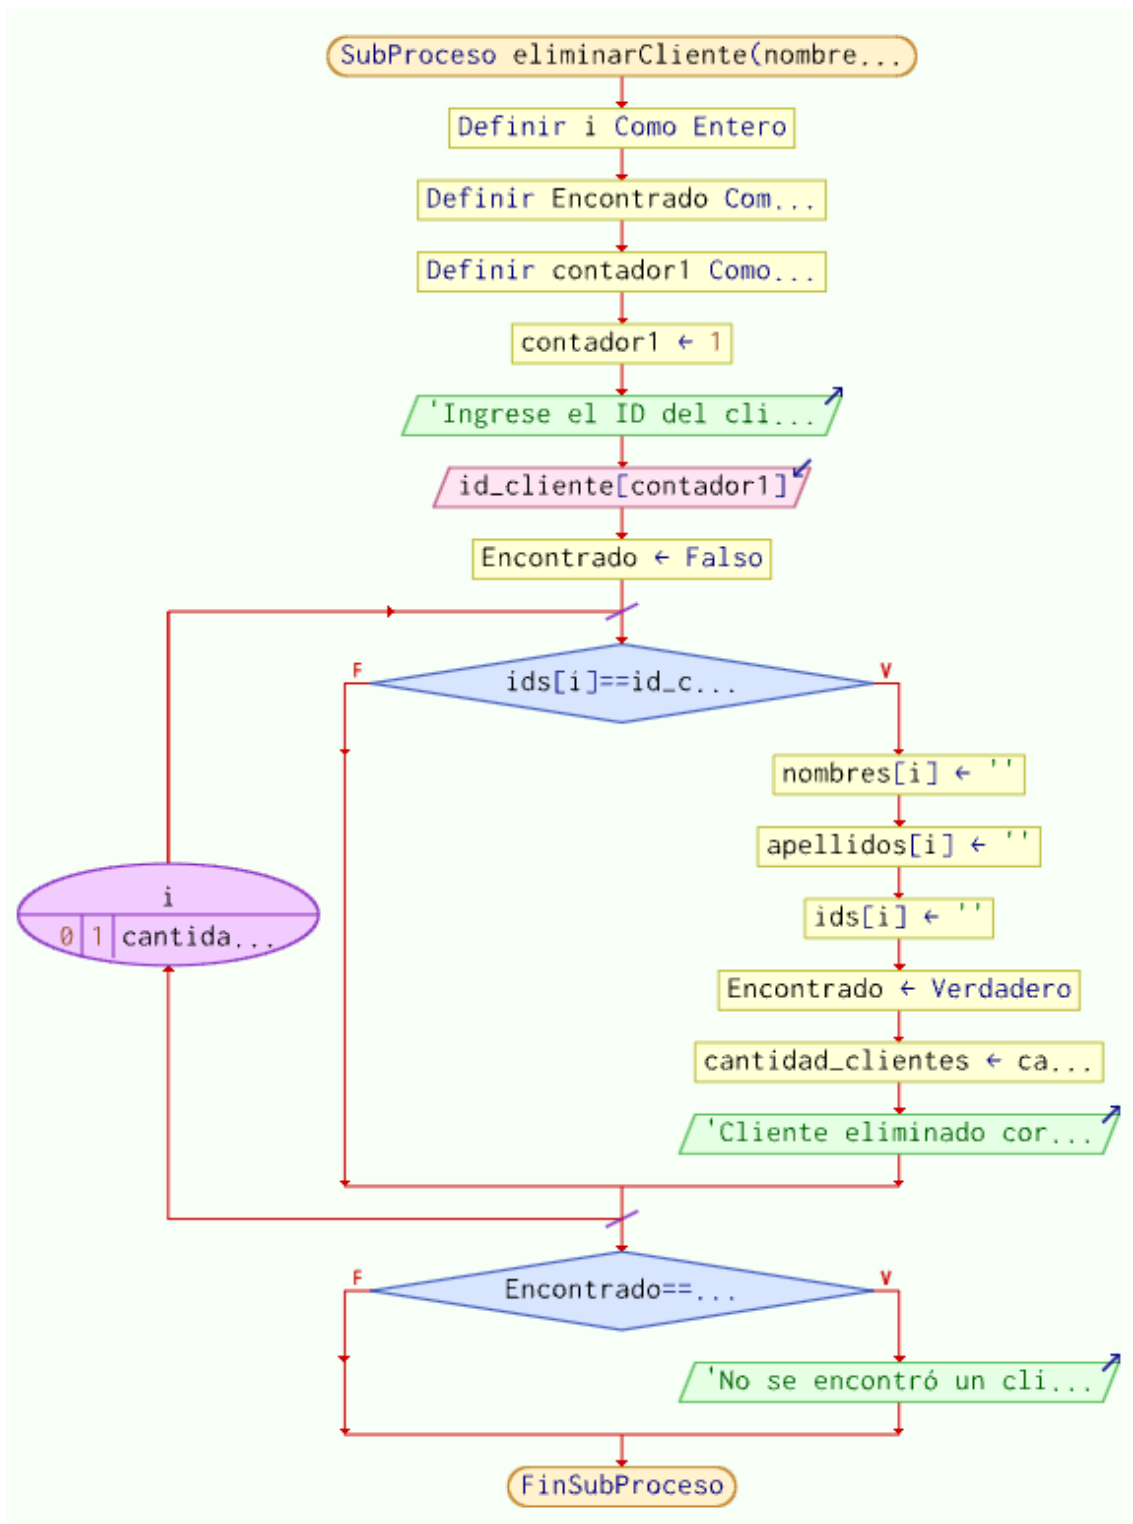 SubProceso eliminarCliente(nombre...
Definir i Como Entero
Definir Encontrado Com...
Definir contador1 Como...
contador1 ← 1
'Ingrese el ID del cli...
id_cliente[contador1]
Encontrado ← Falso
F
V
ids[i]==id_c...
nombres[i] ← ''
apellidos[i] ← ''
i
0 1 cantida...
ids[i] ← ''
Encontrado ← Verdadero
cantidad_clientes ← ca...
'Cliente eliminado cor...
F
V
Encontrado==...
'No se encontró un cli...
FinSubProceso